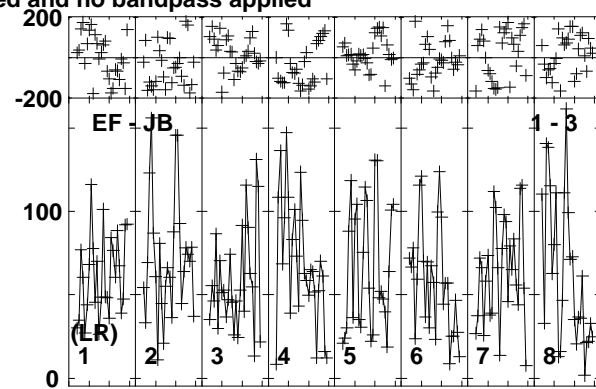 ed and no bandpass applied
200
-200
EF - JB 1 - 3
100
(LR)
1 2 3 4 5 6 7 8
0